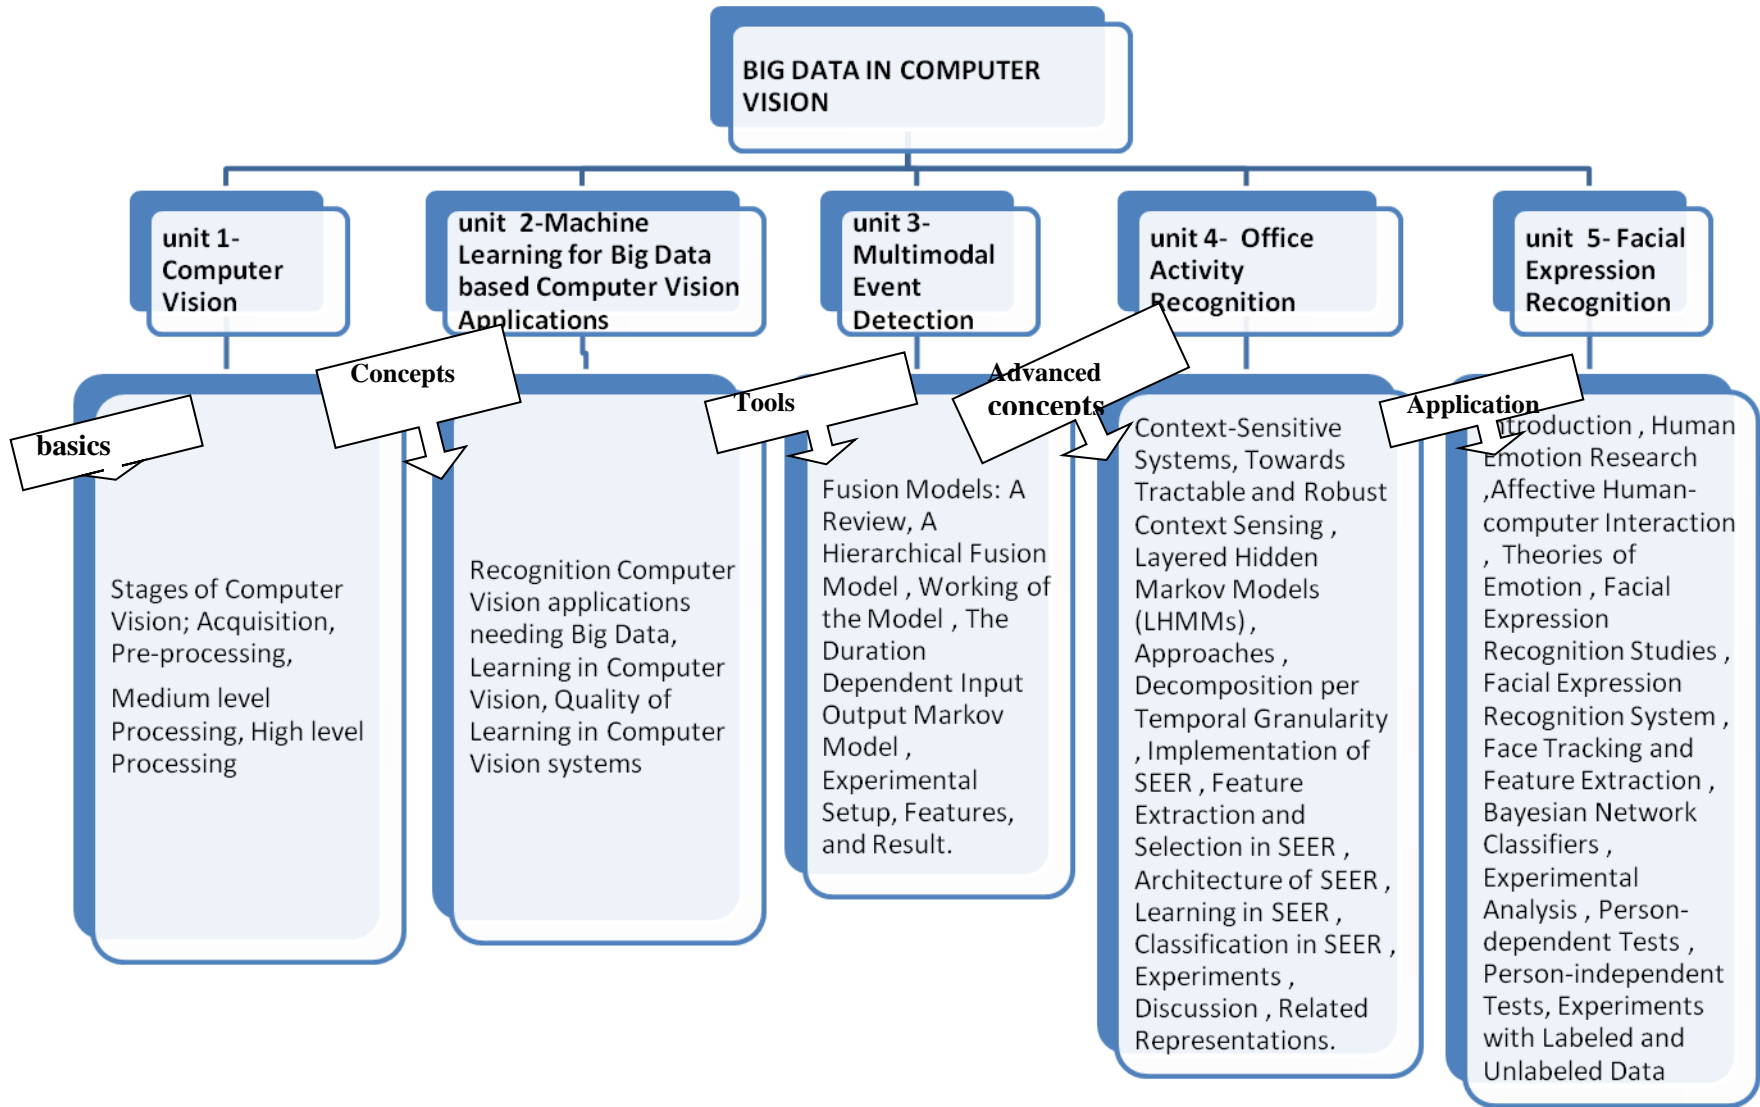 BIG DATA IN COMPUTER
VISION
unit 1-
Computer
Vision
unit  2-Machine
Learning for Big Data
based Computer Vision
Applications
unit 3-
Multimodal
Event
Detection
unit 4-  Office
Activity
Recognition
unit  5- Facial
Expression
Recognition
basics
Stages of Computer
Vision; Acquisition,
Pre-processing,
Medium level
Processing, High level
Processing
Concepts
Recognition Computer
Vision applications
needing Big Data,
Learning in Computer
Vision, Quality of
Learning in Computer
Vision systems
Tools
Fusion Models: A
Review, A
Hierarchical Fusion
Model , Working of
the Model , The
Duration
Dependent Input
Output Markov
Model ,
Experimental
Setup, Features,
and Result.
Advanced
concepts
Context-Sensitive
Systems, Towards
Tractable and Robust
Context Sensing ,
Layered Hidden
Markov Models
(LHMMs) ,
Approaches ,
Decomposition per
Temporal Granularity
, Implementation of
SEER , Feature
Extraction and
Selection in SEER ,
Architecture of SEER ,
Learning in SEER ,
Classification in SEER ,
Experiments ,
Discussion , Related
Representations.
Application
Introduction , Human
Emotion Research
,Affective Human-
computer Interaction
, Theories of
Emotion , Facial
Expression
Recognition Studies ,
Facial Expression
Recognition System ,
Face Tracking and
Feature Extraction ,
Bayesian Network
Classifiers ,
Experimental
Analysis , Person-
dependent Tests ,
Person-independent
Tests, Experiments
with Labeled and
Unlabeled Data